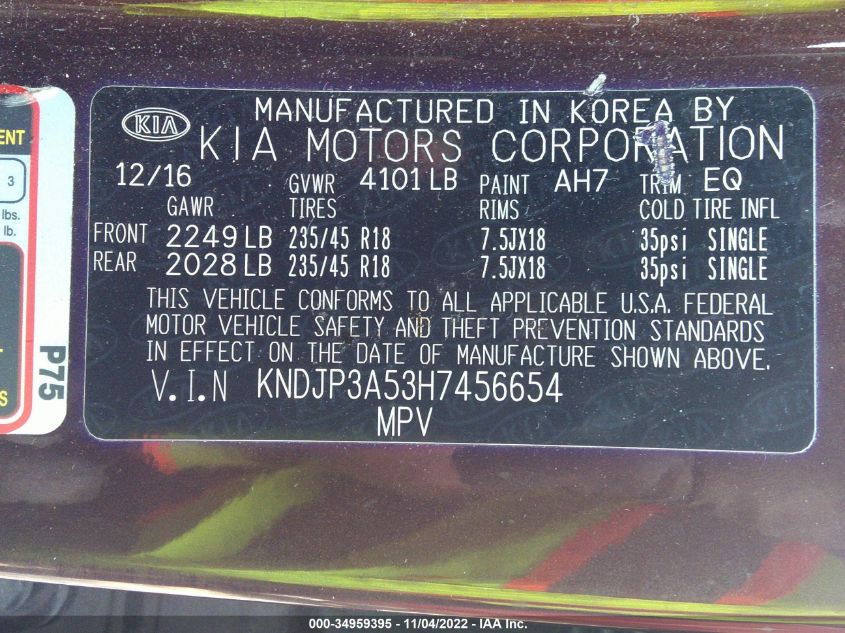 MANUFACTURED IN KOREA BY
KIA KIA MOTORS CORPORATION
12/16 GVWR 4101 LB PAINT AH7 TRIM EQ
GAWR TIRES RIMS COLD TIRE INFL
FRONT 2249 LB 235/45 R18 7.5JX18 35psi SINGLE
REAR 2028 LB 235/45 R18 7.5JX18 35psi SINGLE
THIS VEHICLE CONFORMS TO ALL APPLICABLE U.S.A. FEDERAL
MOTOR VEHICLE SAFETY AND THEFT PREVENTION STANDARDS
IN EFFECT ON THE DATE OF MANUFACTURE SHOWN ABOVE.
V.I.N KNDJP3A53H7456654
MPV
ENT
3
lbs.
lb.
P75
000-34959395 - 11/04/2022 - IAA Inc.